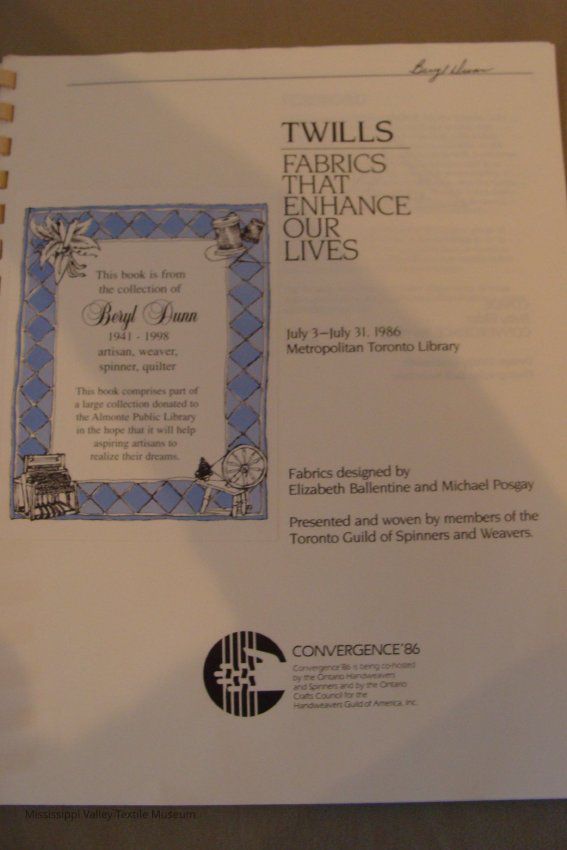 Beryl Dunn
TWILLS
FABRICS
THAT
ENHANCE
OUR
LIVES
This book is from
the collection of
Beryl Dunn
1941 - 1998
artisan, weaver,
spinner, quilter
This book comprises part of
a large collection donated to
the Almonte Public Library
in the hope that it will help
aspiring artisans to
realize their dreams.
July 3-July 31, 1986
Metropolitan Toronto Library
Fabrics designed by
Elizabeth Ballentine and Michael Posgay
Presented and woven by members of the
Toronto Guild of Spinners and Weavers.
CONVERGENCE'86
Convergence '86 is being co-hosted
by the Ontario Handweavers
and Spinners and by the Ontario
Crafts Council for the
Handweavers Guild of America, Inc.
Mississippi Valley Textile Museum